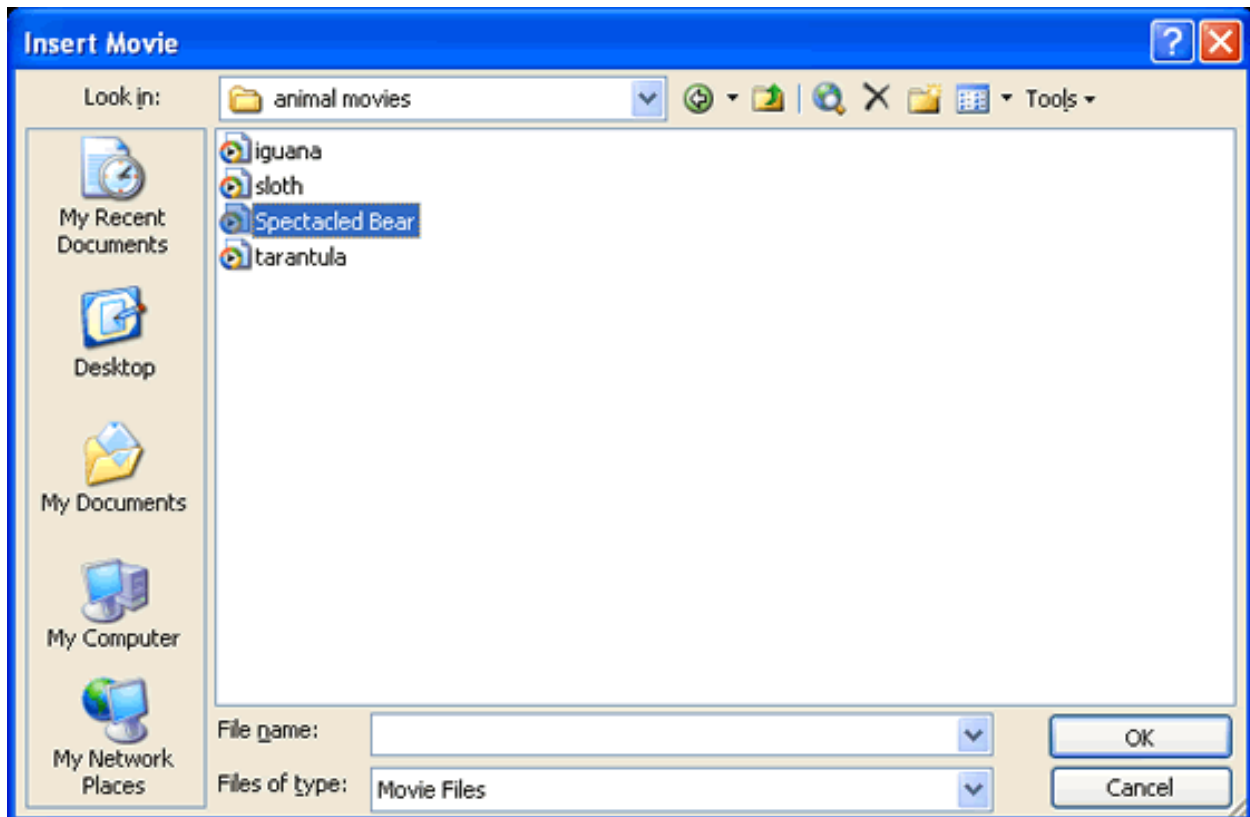 Insert Movie
Look in:
animal movies
Tools
iguana
sloth
Spectacled Bear
tarantula
My Recent
Documents
Desktop
My Documents
My Computer
My Network
Places
File name:
OK
Files of type:
Movie Files
Cancel